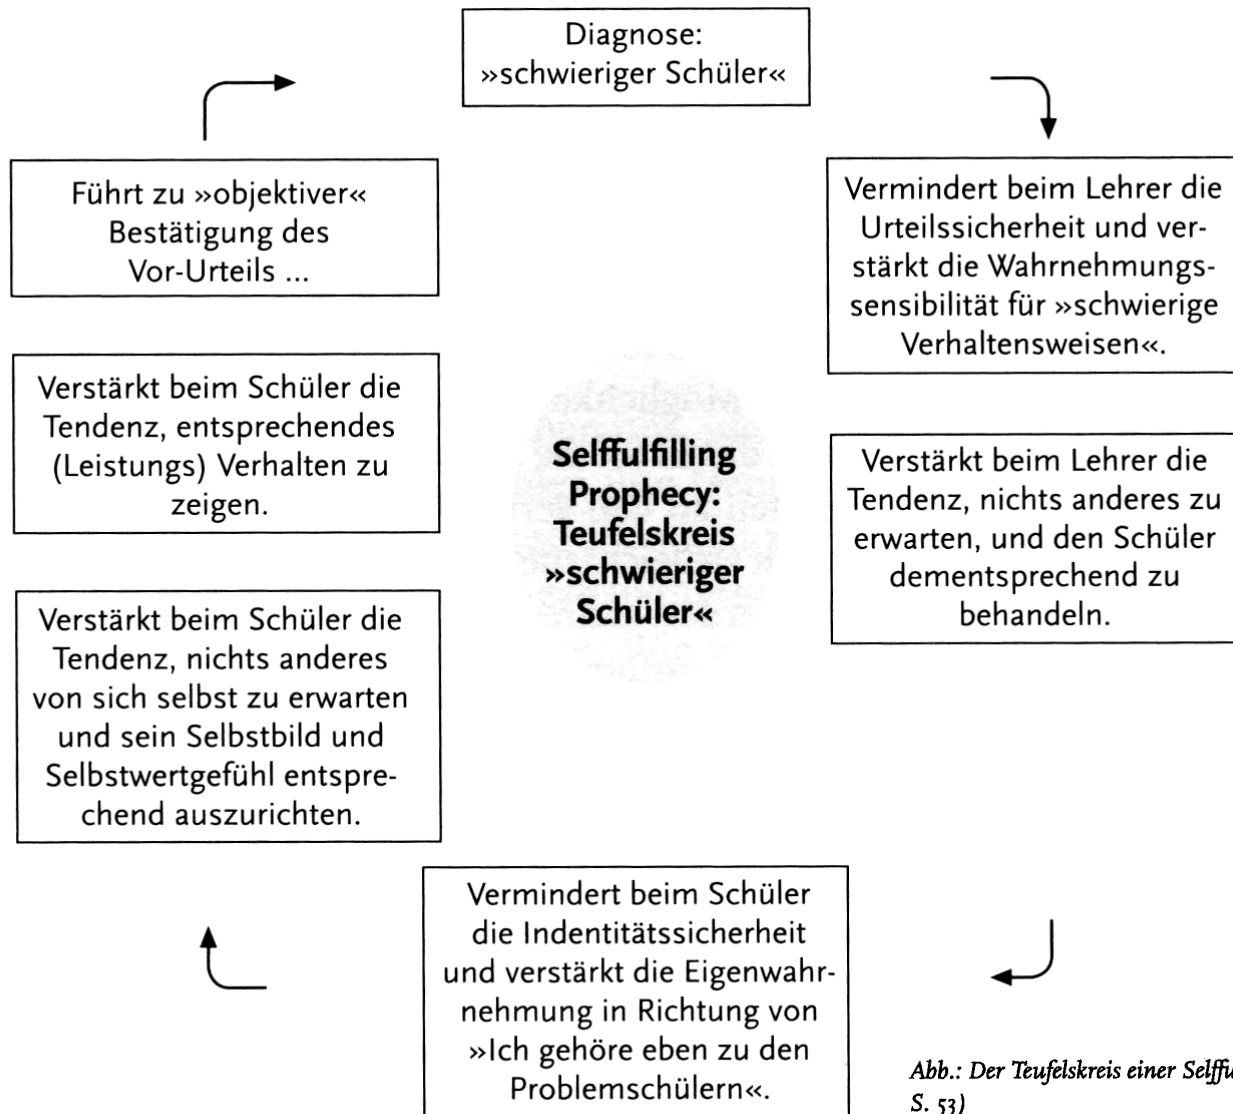 Diagnose:
»schwieriger Schüler«
Vermindert beim Lehrer die
Urteilssicherheit und ver-
stärkt die Wahrnehmungs-
sensibilität für »schwierige
Verhaltensweisen«.
Verstärkt beim Lehrer die
Tendenz, nichts anderes zu
erwarten, und den Schüler
dementsprechend zu
behandeln.
Vermindert beim Schüler
die Indentitätssicherheit
und verstärkt die Eigenwahr-
nehmung in Richtung von
»Ich gehöre eben zu den
Problemschülern«.
Verstärkt beim Schüler die
Tendenz, nichts anderes
von sich selbst zu erwarten
und sein Selbstbild und
Selbstwertgefühl entspre-
chend auszurichten.
Verstärkt beim Schüler die
Tendenz, entsprechendes
(Leistungs) Verhalten zu
zeigen.
Führt zu »objektiver«
Bestätigung des
Vor-Urteils ...
Selffulfilling
Prophecy:
Teufelskreis
»schwieriger
Schüler«
Abb.: Der Teufelskreis einer
S. 53)